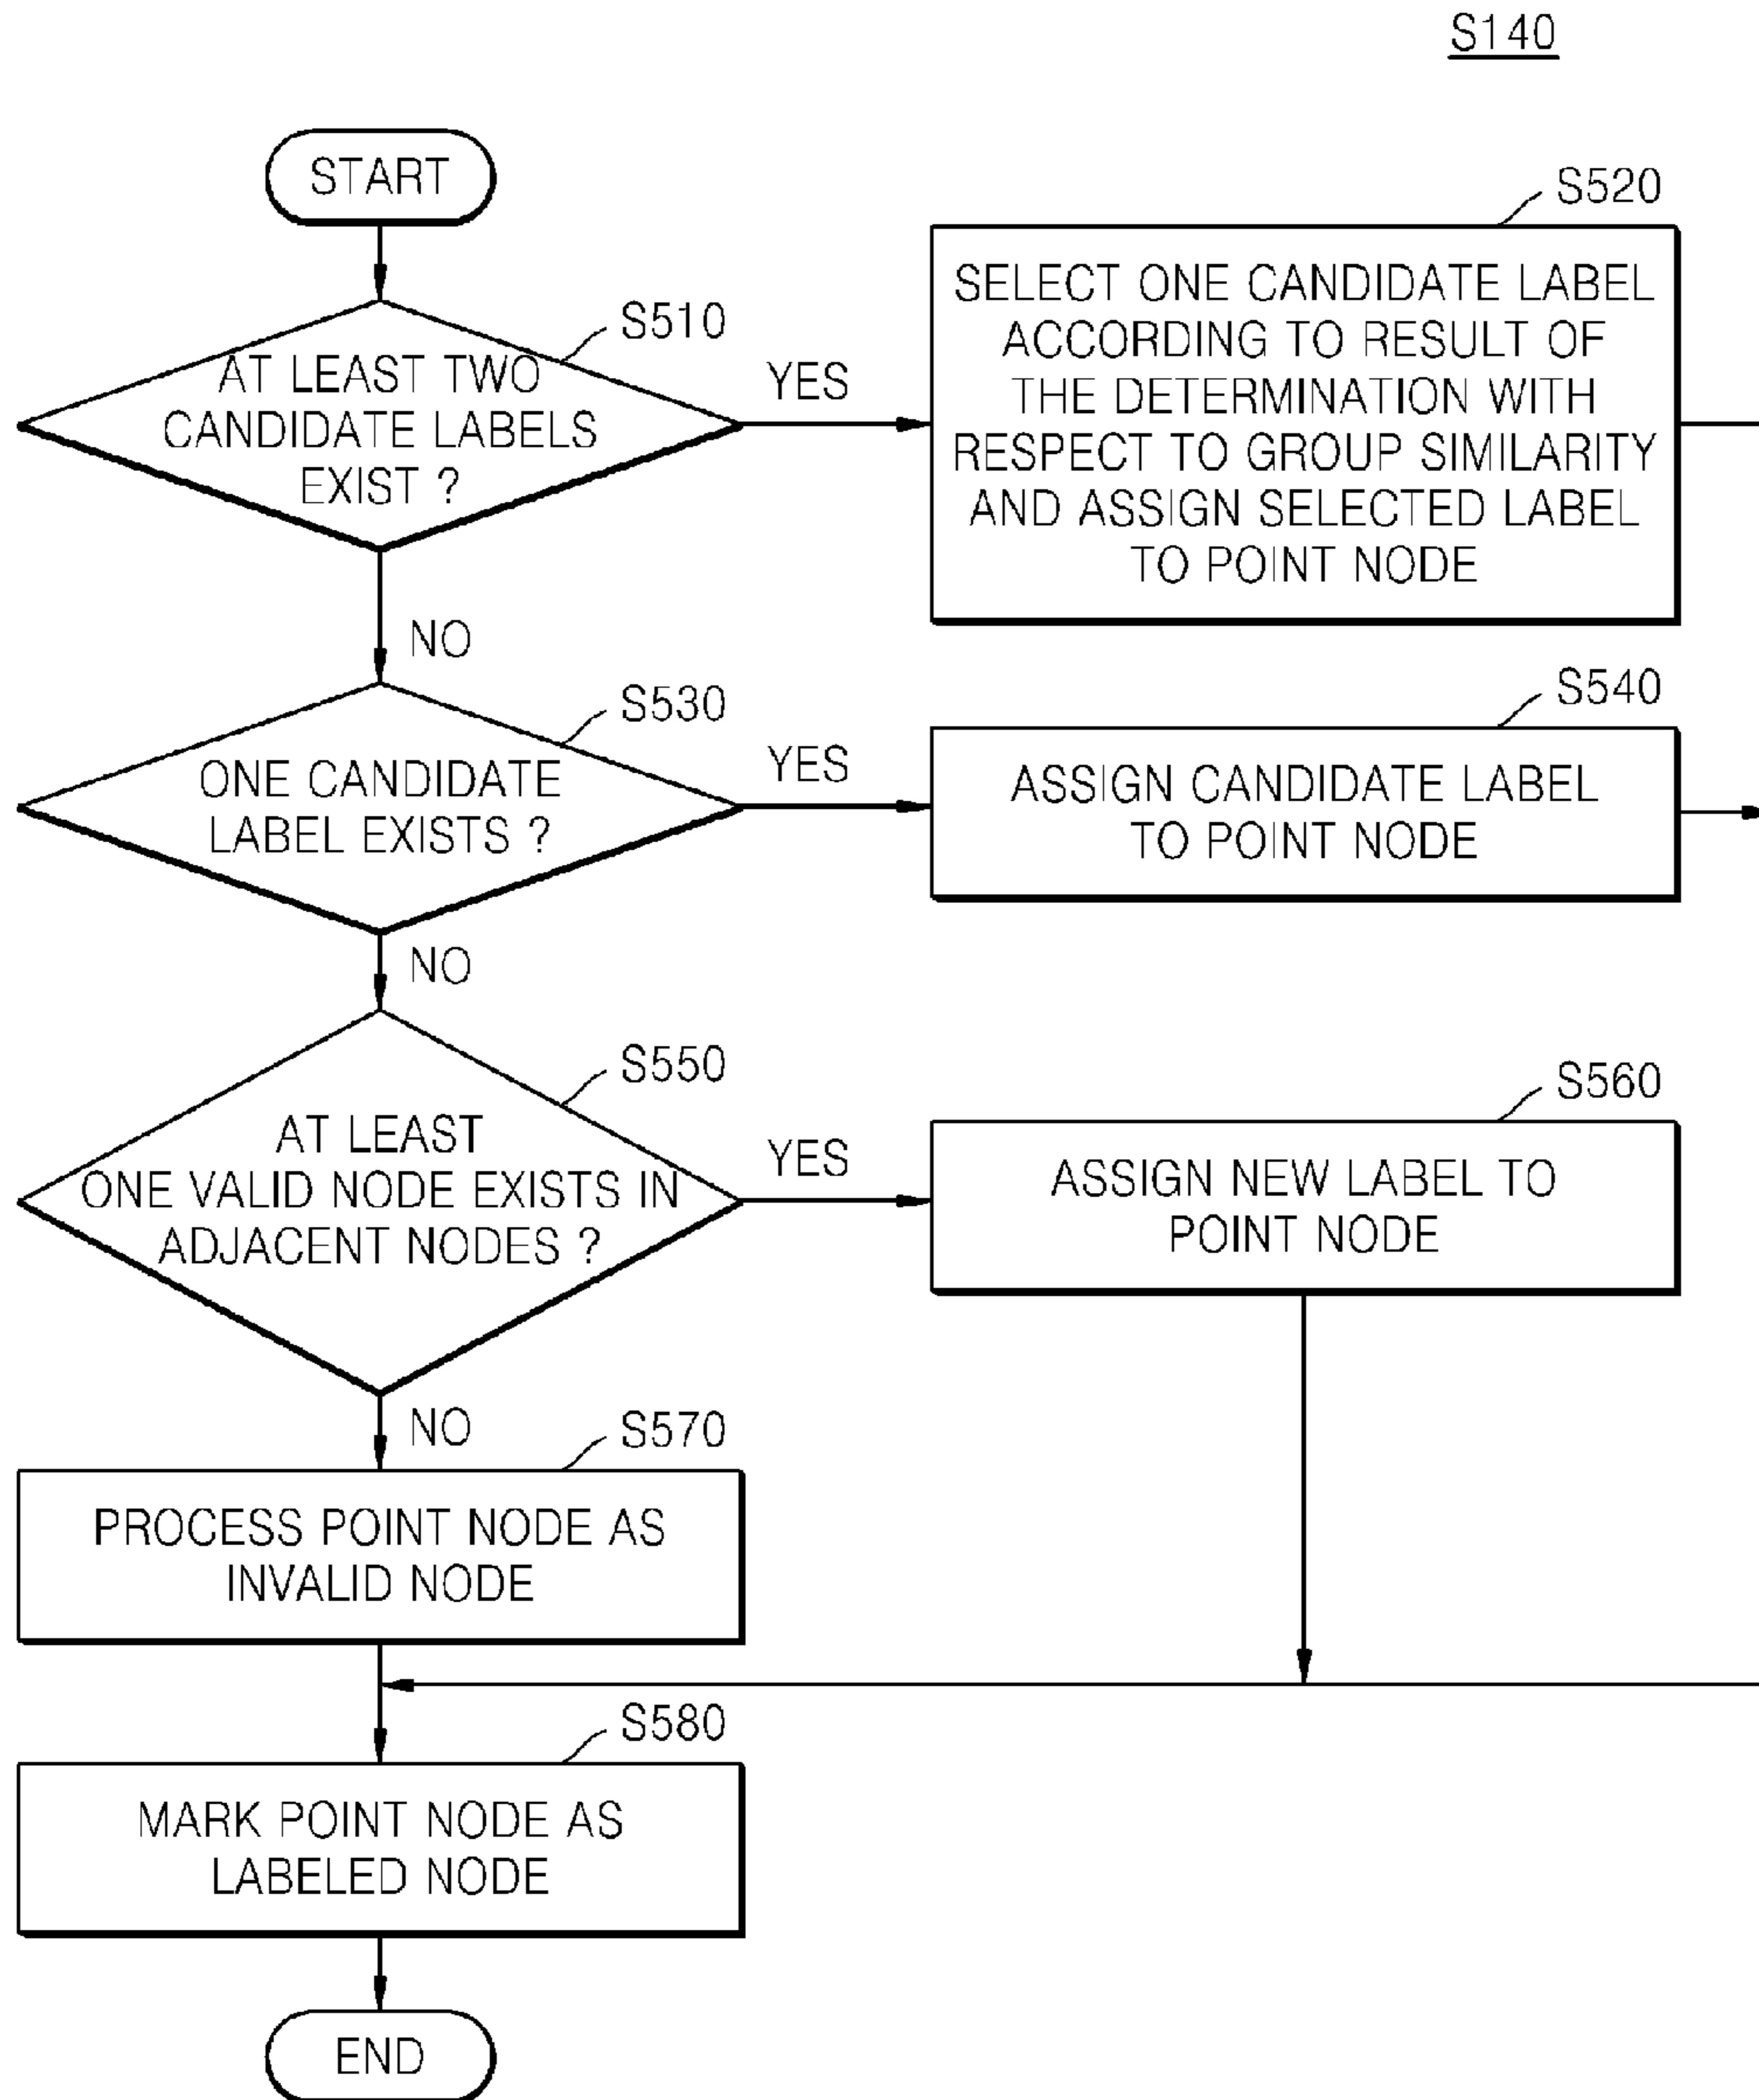 S140
START
S510
AT LEAST TWO
CANDIDATE LABELS
EXIST ?
YES
S520
SELECT ONE CANDIDATE LABEL
ACCORDING TO RESULT OF
THE DETERMINATION WITH
RESPECT TO GROUP SIMILARITY
AND ASSIGN SELECTED LABEL
TO POINT NODE
NO
S530
ONE CANDIDATE
LABEL EXISTS ?
YES
S540
ASSIGN CANDIDATE LABEL
TO POINT NODE
NO
S550
AT LEAST
ONE VALID NODE EXISTS IN
ADJACENT NODES ?
YES
S560
ASSIGN NEW LABEL TO
POINT NODE
NO
S570
PROCESS POINT NODE AS
INVALID NODE
S580
MARK POINT NODE AS
LABELED NODE
END